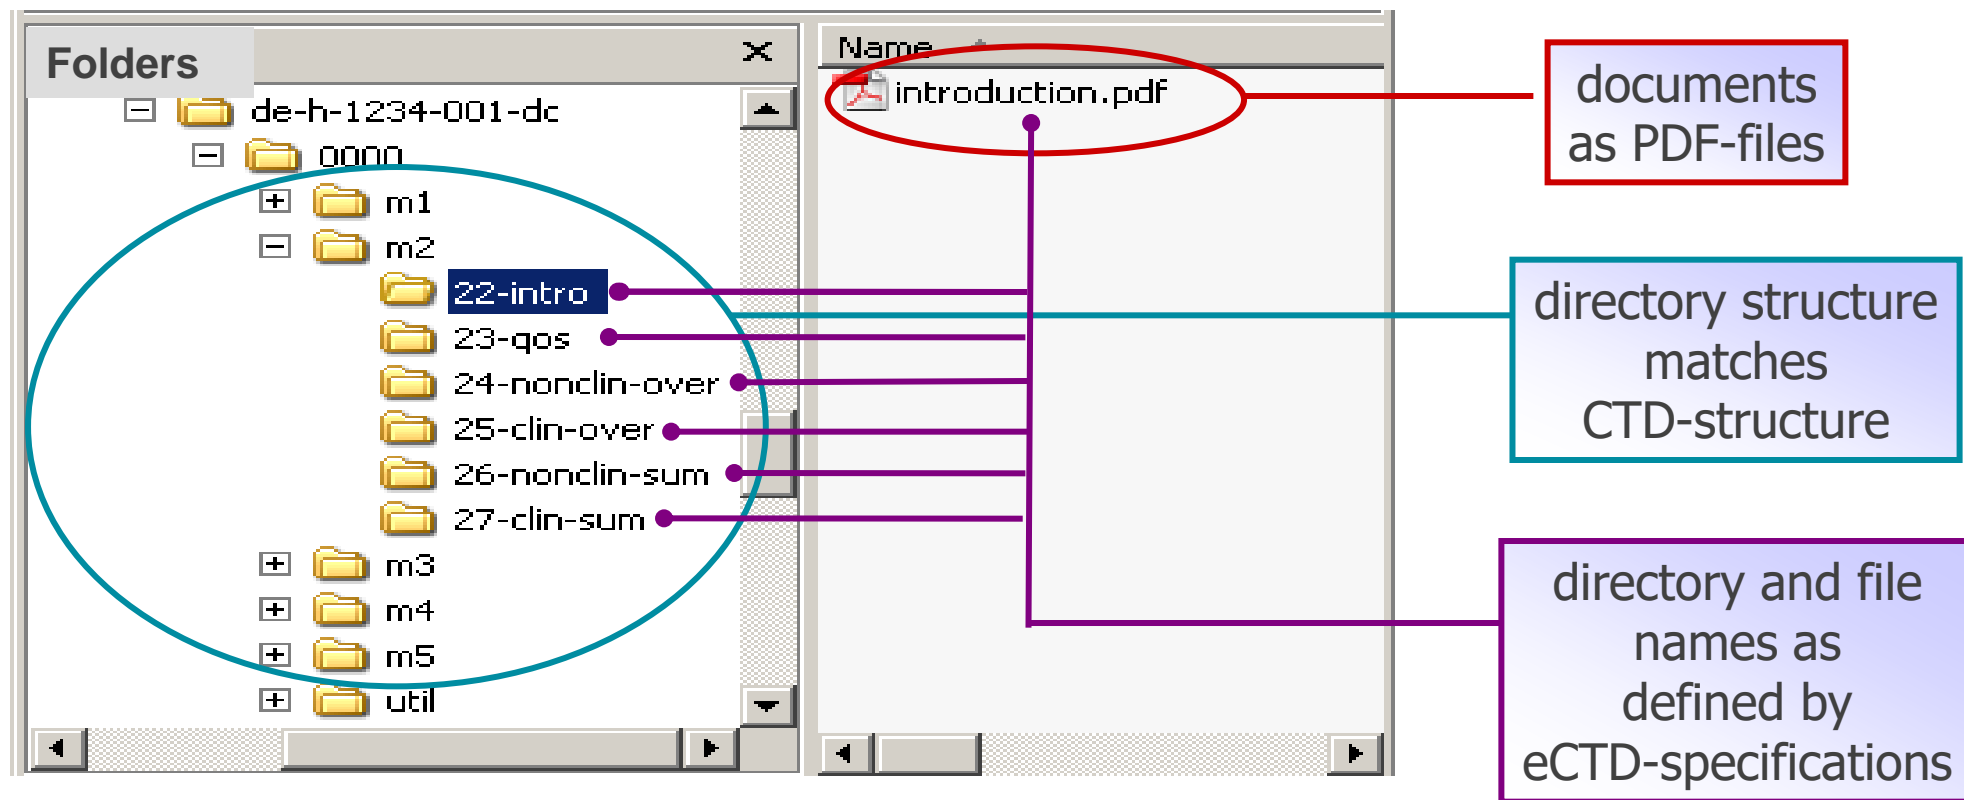 Folders
de-h-1234-001-dc
0000
m1
m2
22-intro
23-qos
24-nonclin-over
25-clin-over
26-nonclin-sum
27-clin-sum
m3
m4
m5
util
Name
introduction.pdf
documents
as PDF-files
directory structure
matches
CTD-structure
directory and file
names as
defined by
eCTD-specifications